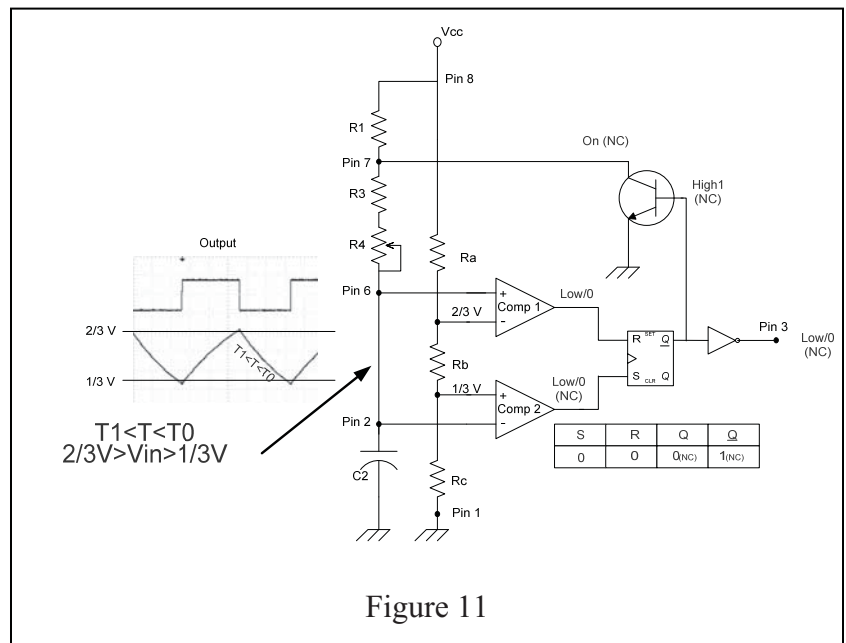 Vcc
Pin 8
R1
On (NC)
Pin 7
High1
(NC)
R3
Output
R4
Ra
Pin 6
+
Comp 1
-
Low/0
2/3 V
2/3 V
R SET Q
Pin 3
Low/0
(NC)
T1<T<T0
Rb
1/3 V
1/3 V
+
Comp 2
-
Low/0
(NC)
S CLR Q
Pin 2
T1<T<T0
2/3V>Vin>1/3V
S R Q Q
0 0 0(NC) 1(NC)
C2
Rc
Pin 1
Figure 11